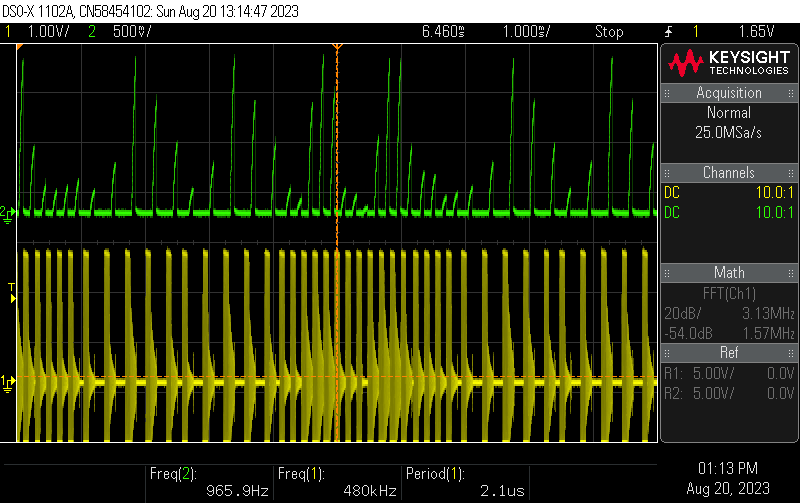 DSO-X 1102A, CN58454102: Sun Aug 20 13:14:47 2023
1 1.00V/ 2 500%/ 6.460s 1.000s/ Stop 1 1.65V
KEYSIGHT
TECHNOLOGIES
Acquisition
Normal
25.0MSa/s
Channels
DC 10.0:1
DC 10.0:1
Math
FFT(Ch1)
20dB/ 3.13MHz
-54.0dB 1.57MHz
Ref
R1: 5.00V/ 0.0V
R2: 5.00V/ 0.0V
2
T
1
Freq(2): Freq(1): Period(1):
965.9Hz 480kHz 2.1us
01:13 PM
Aug 20, 2023